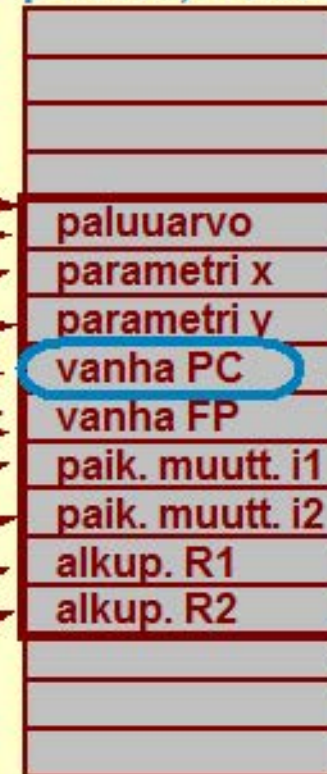 paluuarvo
parametri x
parametri y
vanha PC
vanha FP
paik. muutt. i1
paik. muutt. i2
alkup. R1
alkup. R2